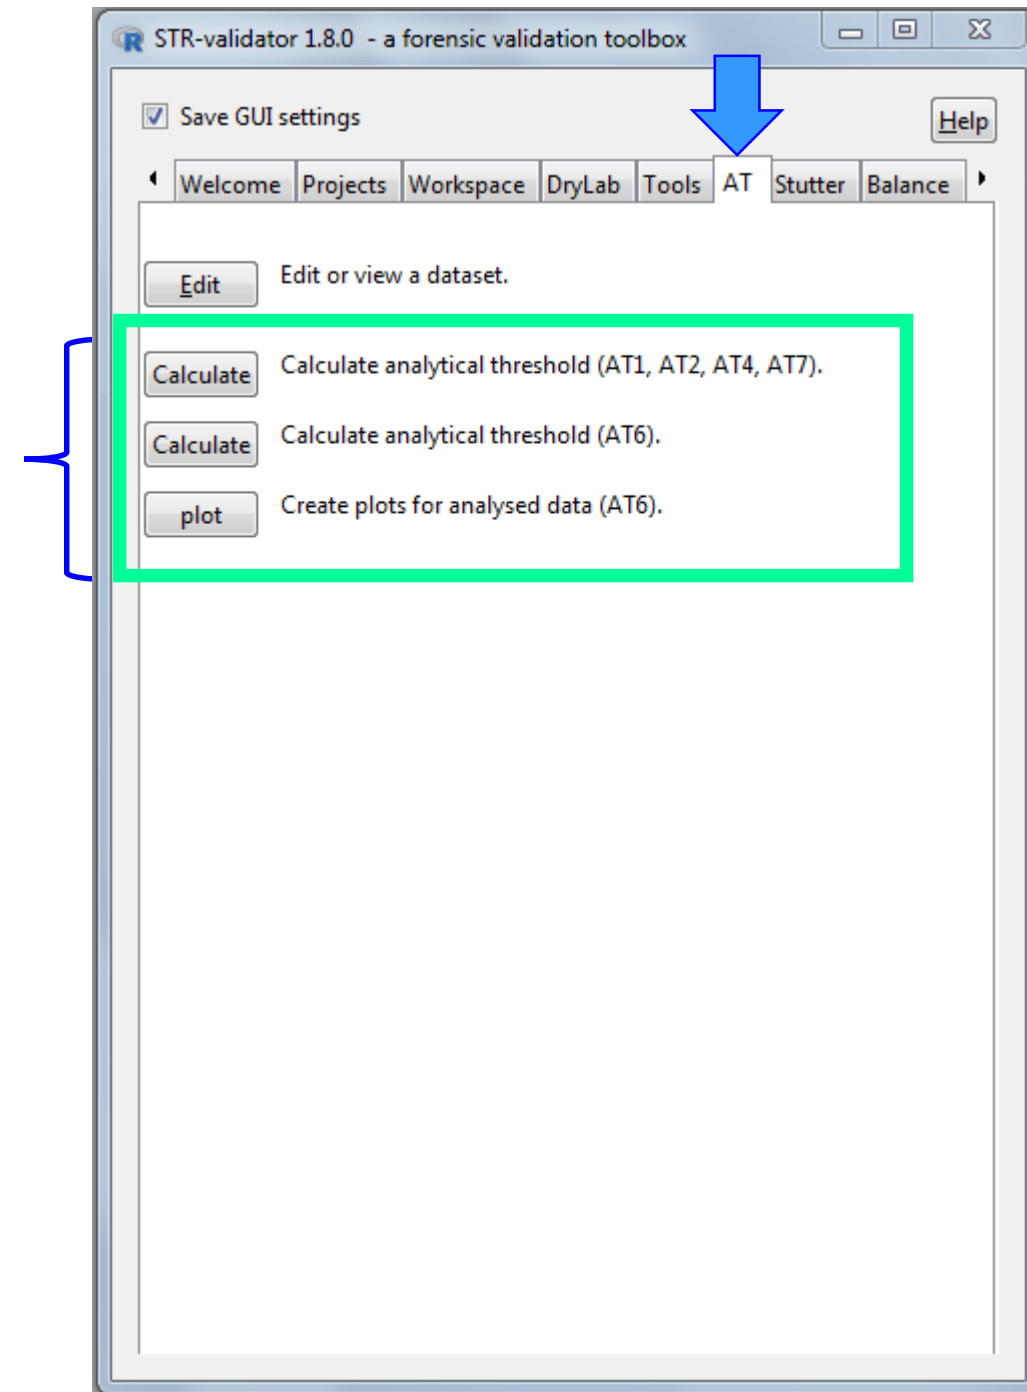 STR-validator 1.8.0 - a forensic validation toolbox
Save GUI settings
Help
Welcome Projects Workspace DryLab Tools AT Stutter Balance
Edit Edit or view a dataset.
Calculate Calculate analytical threshold (AT1, AT2, AT4, AT7).
Calculate Calculate analytical threshold (AT6).
plot Create plots for analysed data (AT6).